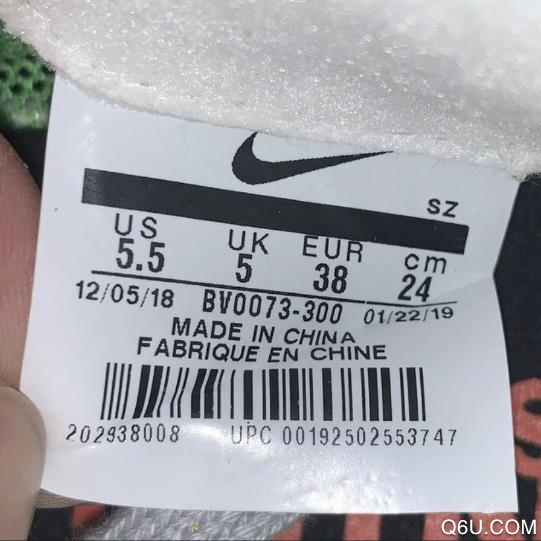 SZ
US UK EUR cm
5.5 5 38 24
12/05/18 BV0073-300 01/22/19
MADE IN CHINA
FABRIQUE EN CHINE
202938008 UPC 00192502553747
Q6U.COM